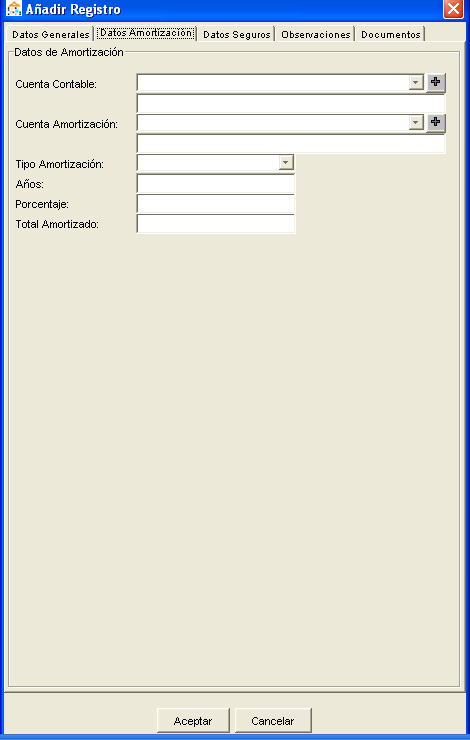 Añadir Registro
Datos Generales Datos Amortización Datos Seguros Observaciones Documentos
Datos de Amortización
Cuenta Contable:
Cuenta Amortización:
Tipo Amortización:
Años:
Porcentaje:
Total Amortizado:
Aceptar Cancelar